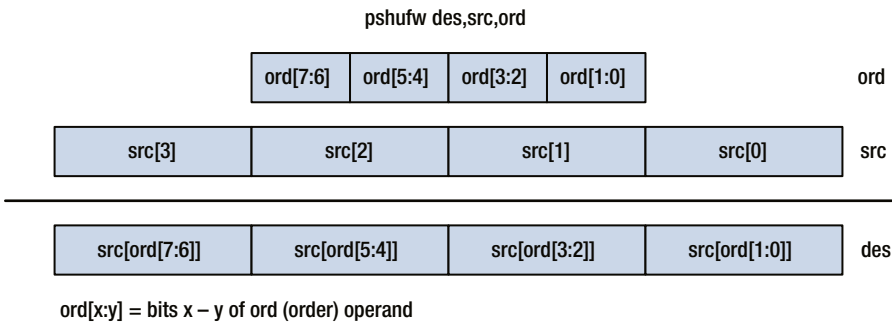 pshufw des,src,ord
ord[7:6] ord[5:4] ord[3:2] ord[1:0] ord
src[3] src[2] src[1] src[0] src
src[ord[7:6]] src[ord[5:4]] src[ord[3:2]] src[ord[1:0]] des
ord[x:y] = bits x – y of ord (order) operand